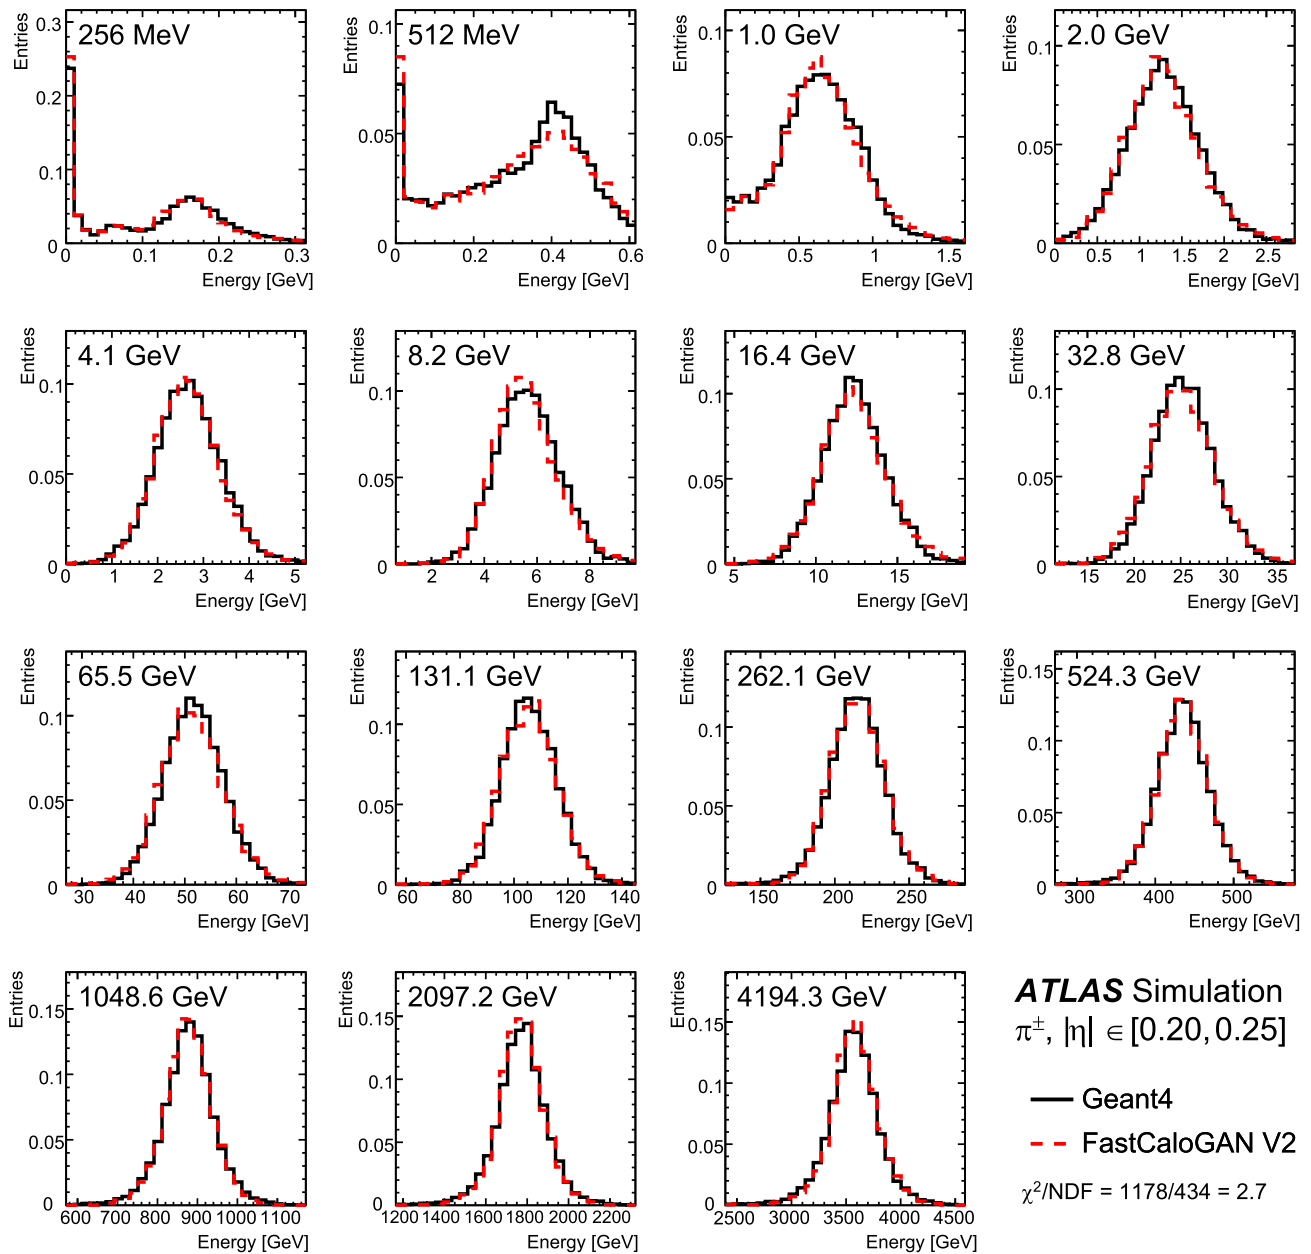 Entries
256 MeV
0.3
0.2
0.1
0
0 0.1 0.2 0.3
Energy [GeV]
Entries
512 MeV
0.1
0.05
0
0 0.2 0.4 0.6
Energy [GeV]
Entries
1.0 GeV
0.1
0.05
0
0 0.5 1 1.5
Energy [GeV]
Entries
2.0 GeV
0.1
0.05
0
0 0.5 1 1.5 2 2.5
Energy [GeV]
Entries
4.1 GeV
0.1
0.05
0
0 1 2 3 4 5
Energy [GeV]
Entries
8.2 GeV
0.1
0.05
0
2 4 6 8
Energy [GeV]
Entries
16.4 GeV
0.1
0.05
0
5 10 15
Energy [GeV]
Entries
32.8 GeV
0.1
0.05
0
15 20 25 30 35
Energy [GeV]
Entries
65.5 GeV
0.1
0.05
0
30 40 50 60 70
Energy [GeV]
Entries
131.1 GeV
0.1
0.05
0
60 80 100 120 140
Energy [GeV]
Entries
262.1 GeV
0.1
0.05
0
150 200 250
Energy [GeV]
Entries
524.3 GeV
0.15
0.1
0.05
0
300 400 500
Energy [GeV]
Entries
1048.6 GeV
0.15
0.1
0.05
0
600 700 800 900 1000 1100
Energy [GeV]
Entries
2097.2 GeV
0.15
0.1
0.05
0
1200 1400 1600 1800 2000 2200
Energy [GeV]
Entries
4194.3 GeV
0.15
0.1
0.05
0
2500 3000 3500 4000 4500
Energy [GeV]
ATLAS Simulation
π±, |η| ∈ [0.20, 0.25]
Geant4
FastCaloGAN V2
χ²/NDF = 1178/434 = 2.7